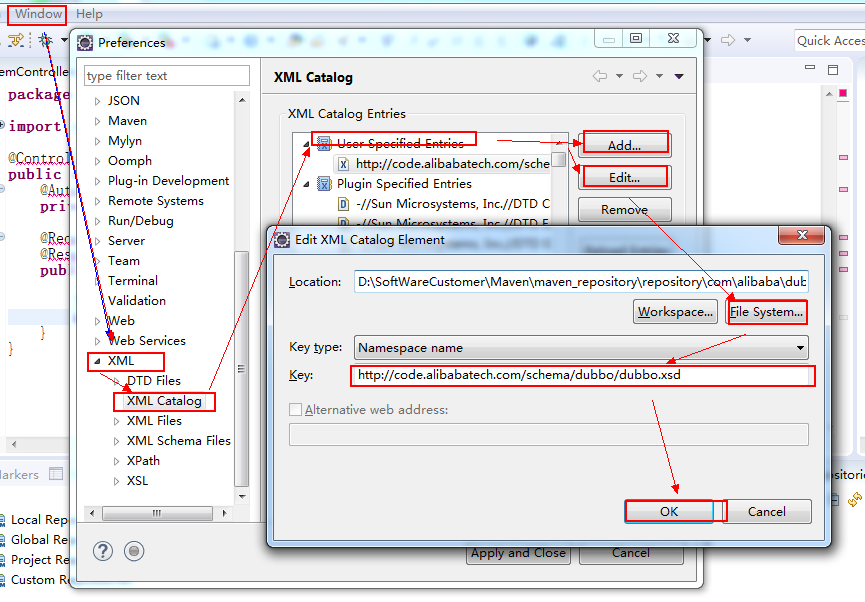 Window Help
Quick Acces
Preferences
emControlle
type filter text
XML Catalog
package
JSON
Maven
XML Catalog Entries
import
Mylyn
User Specified Entries
Add...
Oomph
http://code.alibabatech.com/sche
@Control
Plug-in Development
Plugin Specified Entries
Edit...
public
Remote Systems
-//Sun Microsystems, Inc.//DTD C
@Aut
Run/Debug
-//Sun Microsystems, Inc.//DTD E
Remove
pri
Server
@Rec
Team
@Res
Terminal
pub
Validation
Web
Web Services
XML
DTD Files
XML Catalog
XML Files
XML Schema Files
XPath
XSL
}
}
Edit XML Catalog Element
Location:
D:\SoftWareCustomer\Maven\maven_repository\repository\com\alibaba\dub
Workspace...
File System...
Key type:
Namespace name
Key:
http://code.alibabatech.com/schema/dubbo/dubbo.xsd
Alternative web address:
OK
Cancel
arkers
positorie
Local Rep
Global Re
Project Re
Custom R
Apply and Close
Cancel